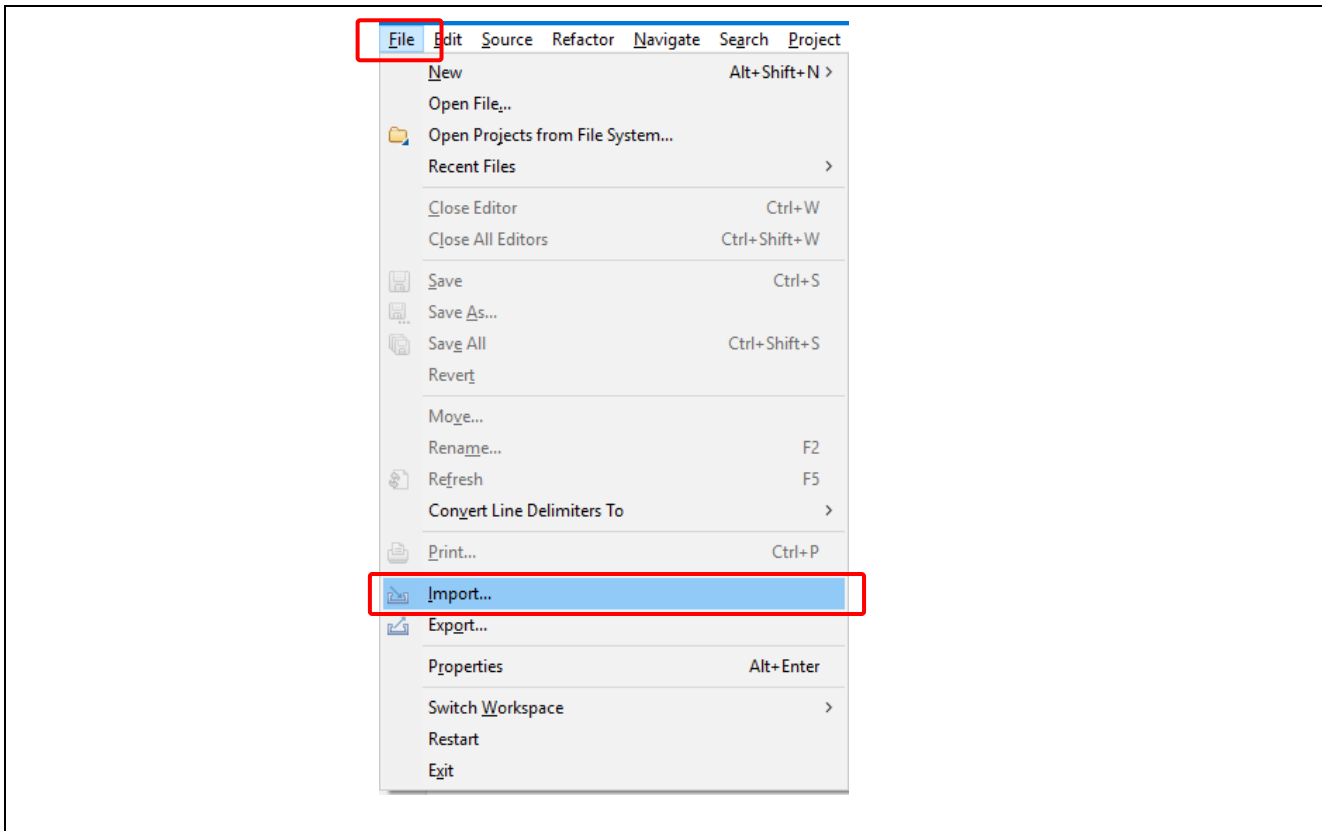 File Edit Source Refactor Navigate Search Project
New Alt+Shift+N >
Open File...
Open Projects from File System...
Recent Files >
Close Editor Ctrl+W
Close All Editors Ctrl+Shift+W
Save Ctrl+S
Save As...
Save All Ctrl+Shift+S
Revert
Move...
Rename... F2
Refresh F5
Convert Line Delimiters To >
Print... Ctrl+P
Import...
Export...
Properties Alt+Enter
Switch Workspace >
Restart
Exit